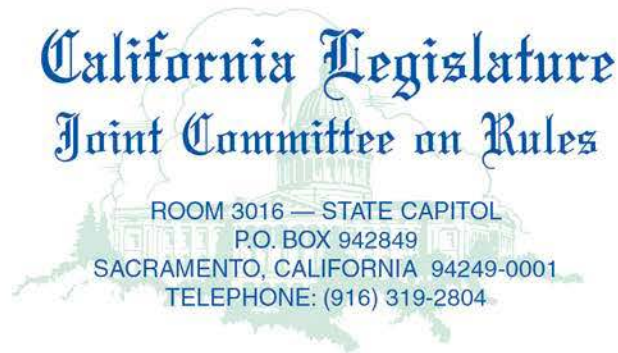 California Legislature
Joint Committee on Rules
ROOM 3016 — STATE CAPITOL
P.O. BOX 942849
SACRAMENTO, CALIFORNIA 94249-0001
TELEPHONE: (916) 319-2804